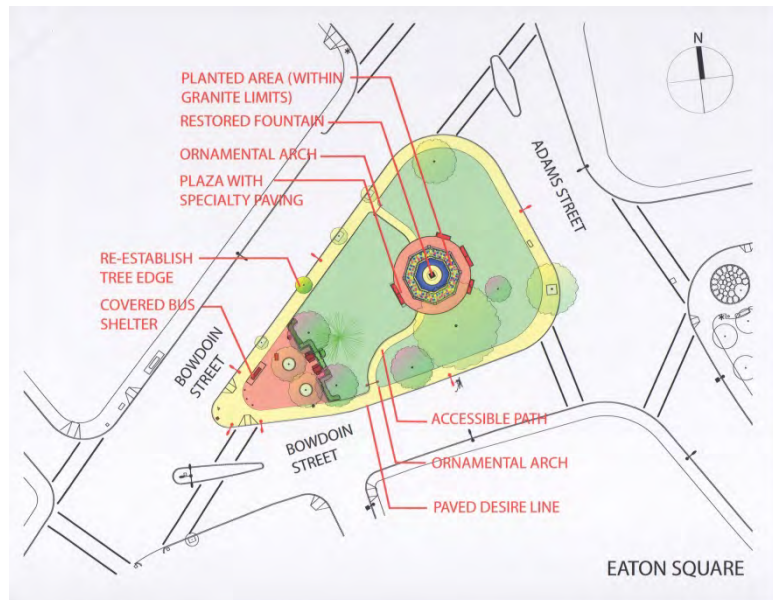 N
PLANTED AREA (WITHIN
GRANITE LIMITS)
RESTORED FOUNTAIN
ORNAMENTAL ARCH
PLAZA WITH
SPECIALTY PAVING
ADAMS STREET
RE-ESTABLISH
TREE EDGE
COVERED BUS
SHELTER
BOWDOIN
STREET
BOWDOIN
STREET
ACCESSIBLE PATH
ORNAMENTAL ARCH
PAVED DESIRE LINE
EATON SQUARE